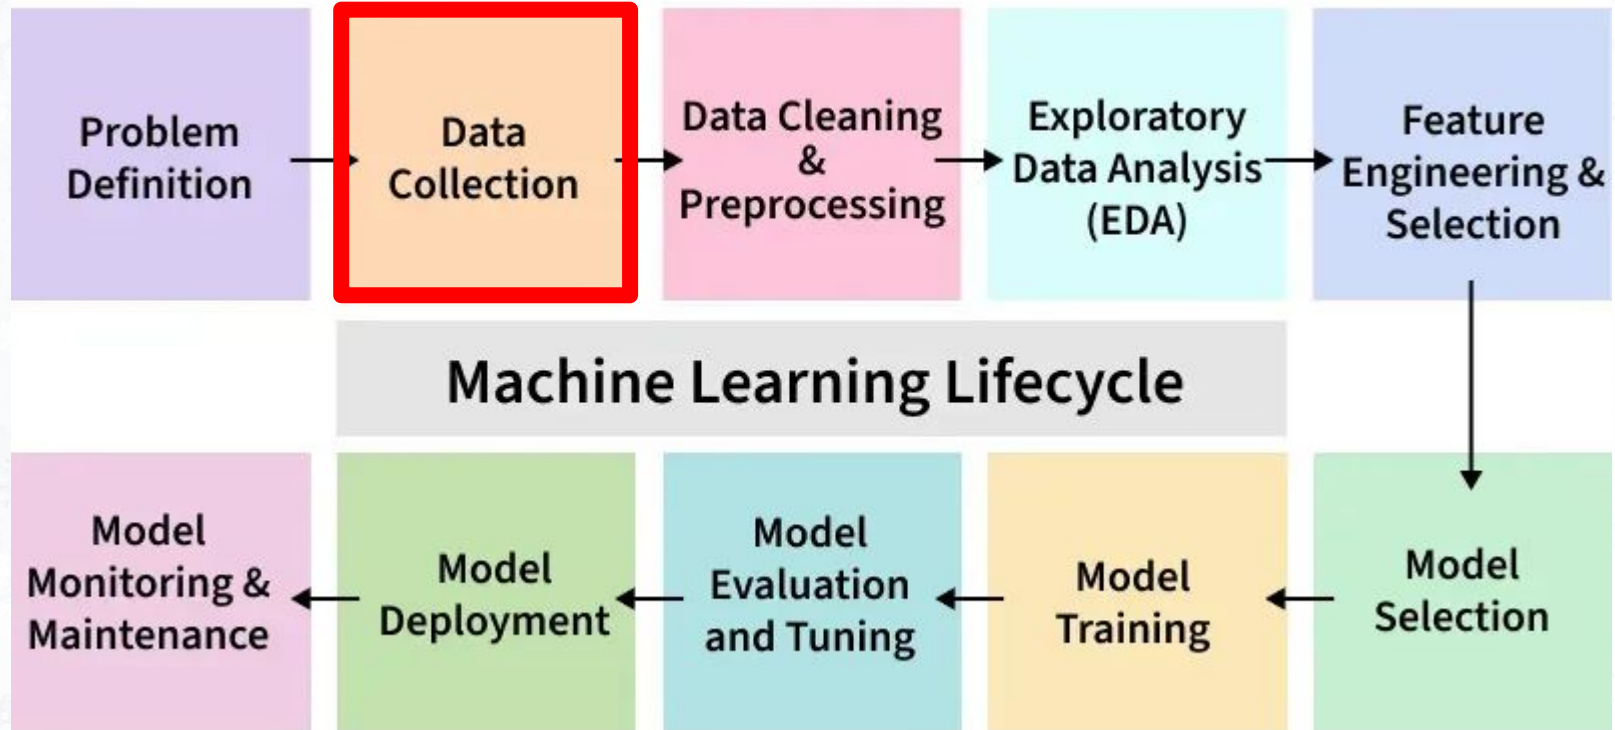 Problem
Definition
Data
Collection
Data Cleaning
&
Preprocessing
Exploratory
Data Analysis
(EDA)
Feature
Engineering &
Selection
Machine Learning Lifecycle
Model
Monitoring &
Maintenance
Model
Deployment
Model
Evaluation
and Tuning
Model
Training
Model
Selection